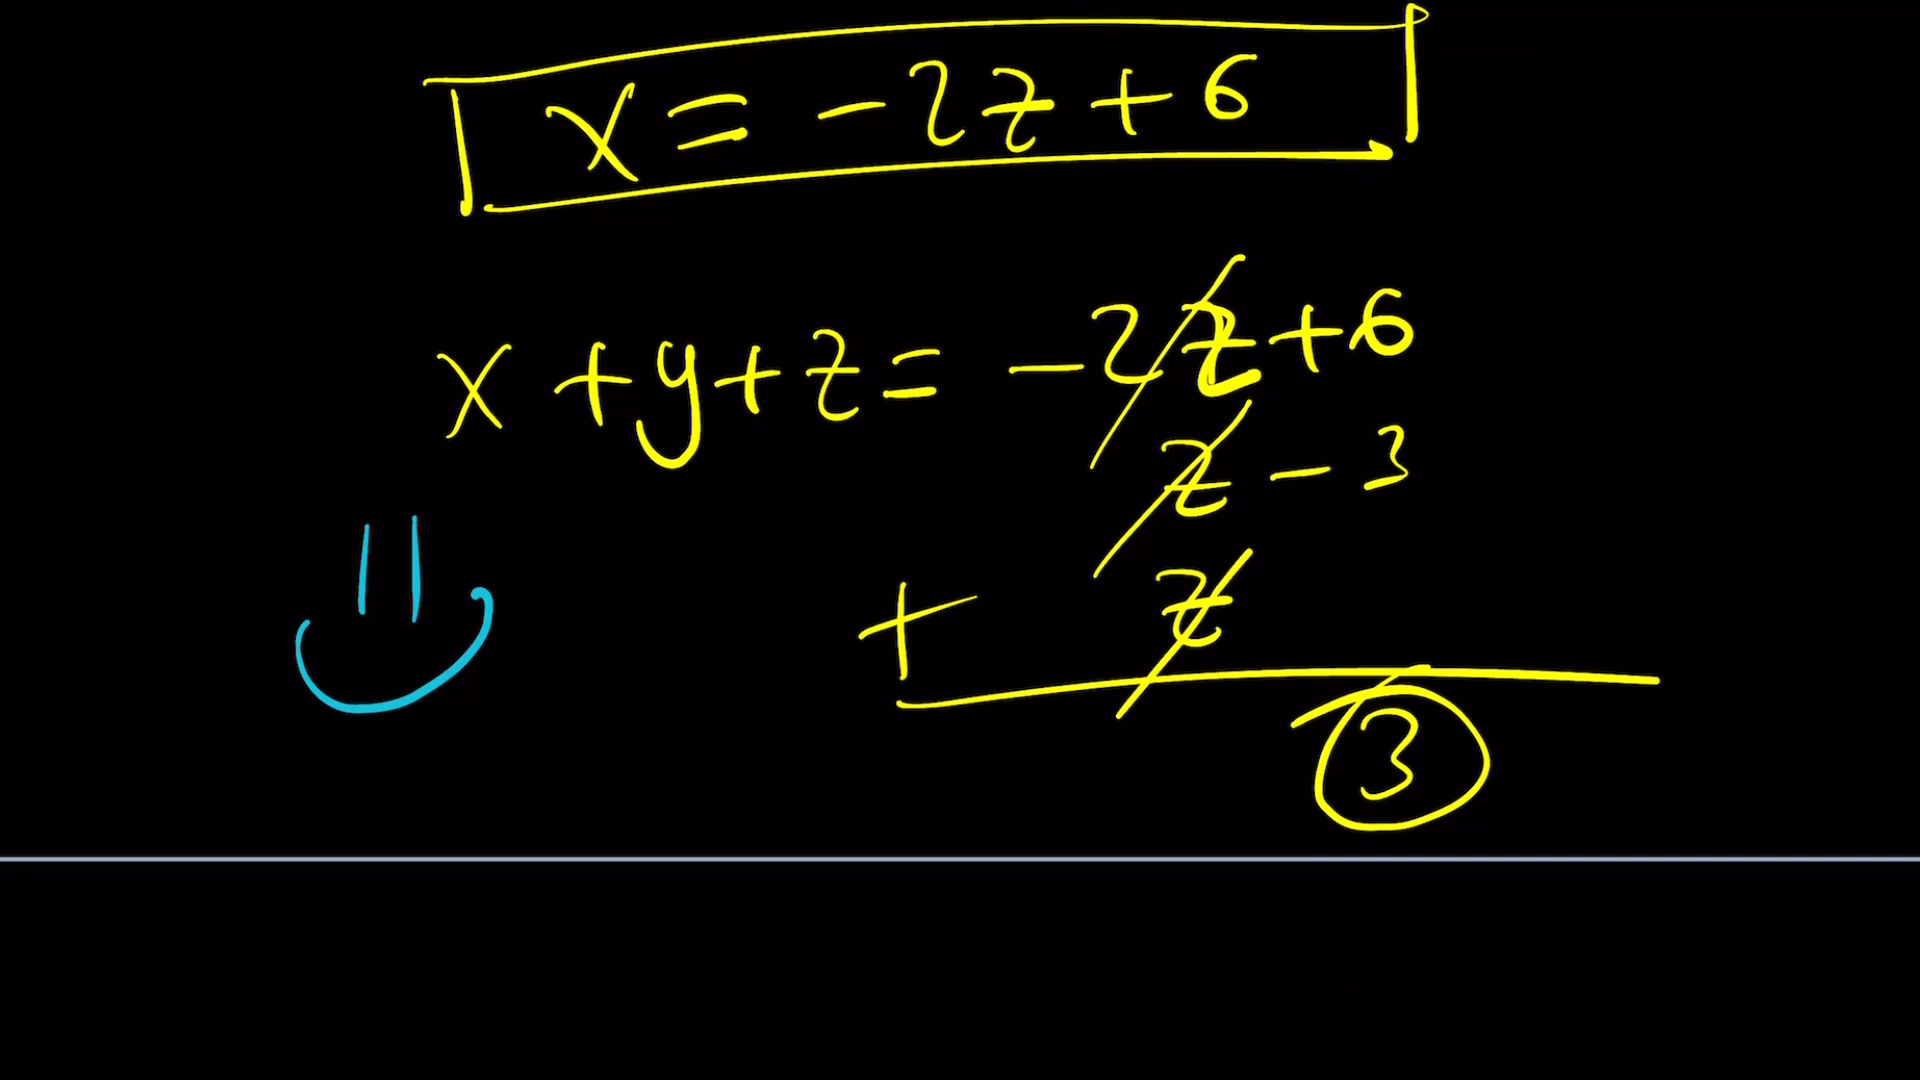 x = -2z + 6
x + y + z = -2z + 6
z - 3
+ z
3